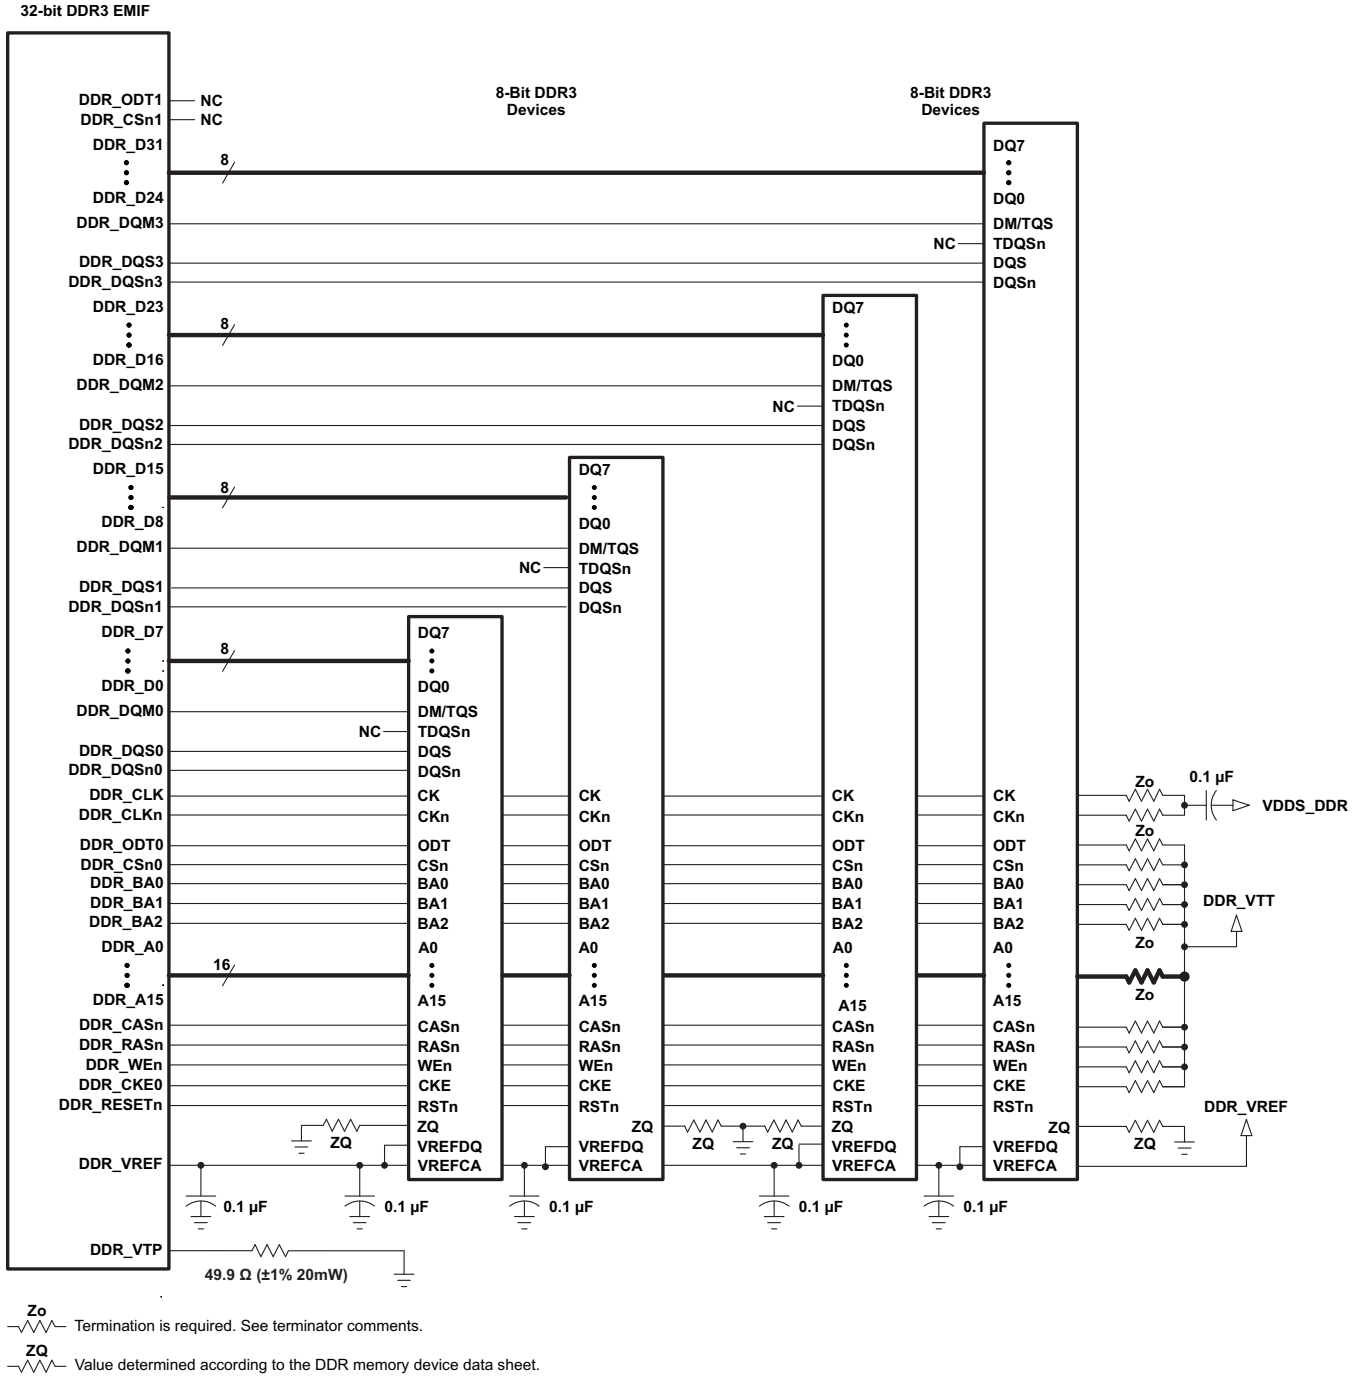 32-bit DDR3 EMIF
8-Bit DDR3
Devices
8-Bit DDR3
Devices
DDR_ODT1
NC
DDR_CSn1
NC
DDR_D31
8
DDR_D24
DDR_DQM3
DDR_DQS3
DDR_DQSn3
DQ7
DQ0
DM/TQS
NC
TDQSn
DQS
DQSn
DDR_D23
8
DDR_D16
DDR_DQM2
DDR_DQS2
DDR_DQSn2
DQ7
DQ0
DM/TQS
NC
TDQSn
DQS
DQSn
DDR_D15
8
DDR_D8
DDR_DQM1
DDR_DQS1
DDR_DQSn1
DQ7
DQ0
DM/TQS
NC
TDQSn
DQS
DQSn
DDR_D7
8
DDR_D0
DDR_DQM0
DDR_DQS0
DDR_DQSn0
DQ7
DQ0
DM/TQS
NC
TDQSn
DQS
DQSn
DDR_CLK
DDR_CLKn
DDR_ODT0
DDR_CSn0
DDR_BA0
DDR_BA1
DDR_BA2
DDR_A0
16
DDR_A15
DDR_CASn
DDR_RASn
DDR_WEn
DDR_CKE0
DDR_RESETn
DDR_VREF
DDR_VTP
CK
CKn
ODT
CSn
BA0
BA1
BA2
A0
A15
CASn
RASn
WEn
CKE
RSTn
ZQ
VREFDQ
VREFCA
CK
CKn
ODT
CSn
BA0
BA1
BA2
A0
A15
CASn
RASn
WEn
CKE
RSTn
ZQ
VREFDQ
VREFCA
CK
CKn
ODT
CSn
BA0
BA1
BA2
A0
A15
CASn
RASn
WEn
CKE
RSTn
ZQ
VREFDQ
VREFCA
CK
CKn
ODT
CSn
BA0
BA1
BA2
A0
A15
CASn
RASn
WEn
CKE
RSTn
ZQ
VREFDQ
VREFCA
Zo
0.1 µF
VDDS_DDR
Zo
DDR_VTT
Zo
Zo
DDR_VREF
ZQ
ZQ
ZQ
ZQ
0.1 µF
0.1 µF
0.1 µF
0.1 µF
0.1 µF
49.9 Ω (±1% 20mW)
Zo
Termination is required. See terminator comments.
ZQ
Value determined according to the DDR memory device data sheet.